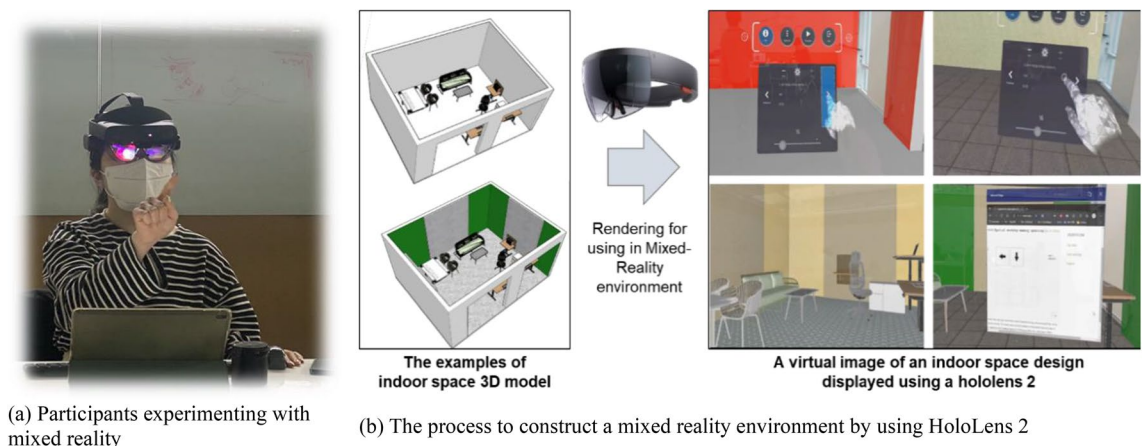 Rendering for
using in Mixed-
Reality
environment
The examples of
indoor space 3D model
A virtual image of an indoor space design
displayed using a hololens 2
(a) Participants experimenting with
mixed reality
(b) The process to construct a mixed reality environment by using HoloLens 2